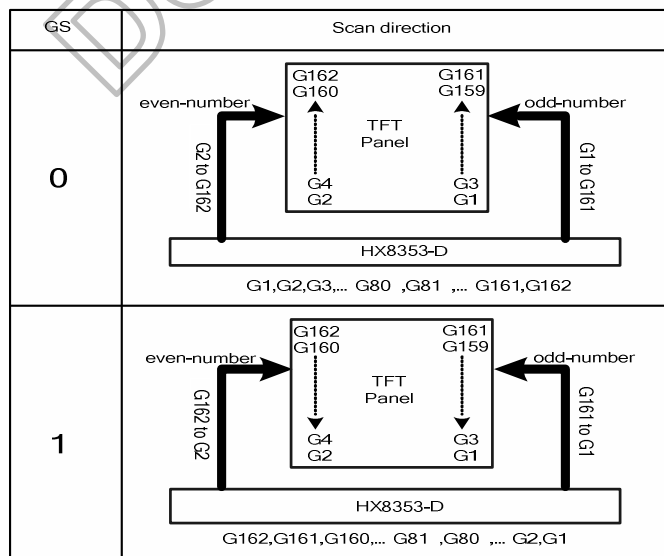 GS Scan direction
0
G162 G161
G160 G159
even-number odd-number
TFT
Panel
G2 to G162
G1 to G161
G4 G3
G2 G1
HX8353-D
G1,G2,G3,... G80 ,G81 ,... G161,G162
1
G162 G161
G160 G159
even-number odd-number
TFT
Panel
G162 to G2
G161 to G1
G4 G3
G2 G1
HX8353-D
G162,G161,G160,... G81 ,G80 ,... G2,G1